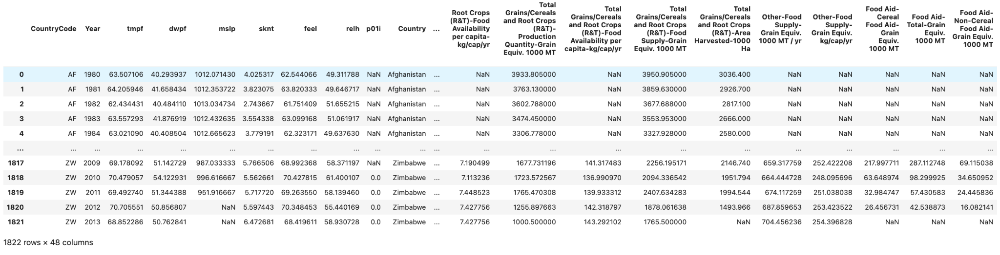 CountryCode Year tmpf dwpf mslp sknt feel relh p01i Country ... Root Crops (R&T)-Food Availability per capita-kg/cap/yr Total Grains/Cereals and Root Crops (R&T)-Production Quantity-Grain Equiv. 1000 MT Total Grains/Cereals and Root Crops (R&T)-Food Availability per capita-kg/cap/yr Total Grains/Cereals and Root Crops (R&T)-Food Supply-Grain Equiv. 1000 MT Total Grains/Cereals and Root Crops (R&T)-Area Harvested-1000 Ha Other-Food Supply-Grain Equiv. 1000 MT / yr Other-Food Supply-Grain Equiv. kg/cap/yr Food Aid-Cereal Food Aid-Grain Equiv. 1000 MT Food Aid-Total-Grain Equiv. 1000 MT Food Aid-Non-Cereal Food Aid-Grain Equiv. 1000 MT
0 AF 1980 63.507106 40.293937 1012.071430 4.025317 62.544066 49.311788 NaN Afghanistan ... NaN 3933.805000 NaN 3950.905000 3036.400 NaN NaN NaN NaN NaN
1 AF 1981 64.205946 41.658434 1012.353722 3.823075 63.820333 49.646717 NaN Afghanistan ... NaN 3763.130000 NaN 3859.630000 2926.700 NaN NaN NaN NaN NaN
2 AF 1982 62.434431 40.484110 1013.034734 2.743667 61.751409 51.655215 NaN Afghanistan ... NaN 3602.788000 NaN 3677.688000 2817.100 NaN NaN NaN NaN NaN
3 AF 1983 63.557293 41.876919 1012.432635 3.554338 63.099168 51.061917 NaN Afghanistan ... NaN 3474.450000 NaN 3553.953000 2666.000 NaN NaN NaN NaN NaN
4 AF 1984 63.021090 40.408504 1012.665623 3.779191 62.323171 49.637630 NaN Afghanistan ... NaN 3306.778000 NaN 3327.928000 2580.000 NaN NaN NaN NaN NaN
... ... ... ... ... ... ... ... ... ... ... ... ... ... ... ... ... ... ... ... ... ...
1817 ZW 2009 69.178092 51.142729 987.033333 5.766506 68.992368 58.371197 NaN Zimbabwe ... 7.190499 1677.731196 141.317483 2256.195171 2146.740 659.317759 252.422208 217.997711 287.112748 69.115038
1818 ZW 2010 70.479057 54.122931 996.616667 5.562661 70.427815 61.400107 0.0 Zimbabwe ... 7.113236 1723.572567 136.990970 2094.336542 1951.794 664.444728 248.095696 63.648974 98.299925 34.650952
1819 ZW 2011 69.492740 51.344388 951.916667 5.717720 69.263550 58.139460 0.0 Zimbabwe ... 7.448523 1765.470308 139.933312 2407.634283 1994.544 674.117259 251.038038 32.984747 57.430583 24.445836
1820 ZW 2012 70.705551 50.856807 NaN 5.597443 70.348453 55.440169 0.0 Zimbabwe ... 7.427756 1255.897663 142.318797 1878.061638 1493.966 687.859653 253.423522 26.456731 42.538873 16.082141
1821 ZW 2013 68.852286 50.762841 NaN 6.472681 68.419611 58.930728 0.0 Zimbabwe ... 7.427756 1000.500000 143.292102 1765.500000 NaN 704.456236 254.396828 NaN NaN NaN
1822 rows × 48 columns